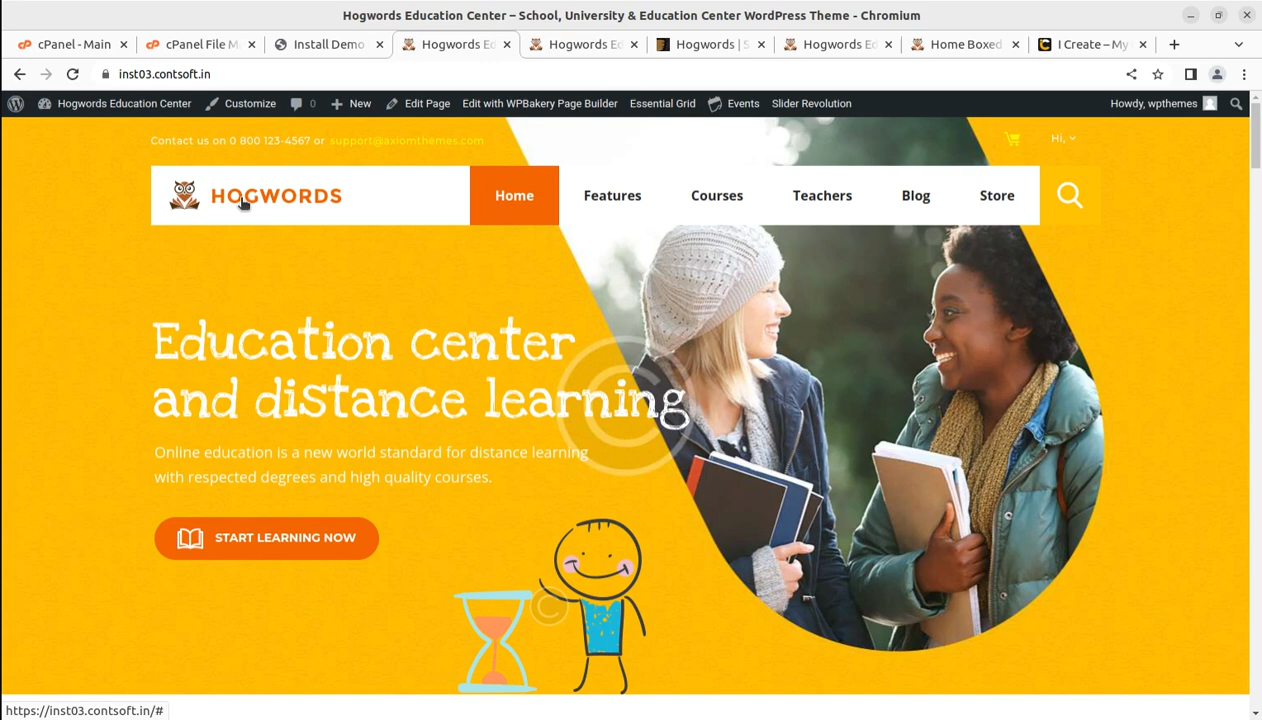 Hogwords Education Center – School, University & Education Center WordPress Theme - Chromium
cPanel - Main
cPanel File M
Install Demo
Hogwords Ed
Hogwords Ed
Hogwords | S
Hogwords Ed
Home Boxed
I Create – My
inst03.contsoft.in
Hogwords Education Center
Customize
0
New
Edit Page
Edit with WPBakery Page Builder
Essential Grid
Events
Slider Revolution
Howdy, wpthemes
Contact us on 0 800 123-4567 or support@axiomthemes.com
Hi,
HOGWORDS
Home
Features
Courses
Teachers
Blog
Store
Education center
and distance learning
Online education is a new world standard for distance learning
with respected degrees and high quality courses.
START LEARNING NOW
https://inst03.contsoft.in/#